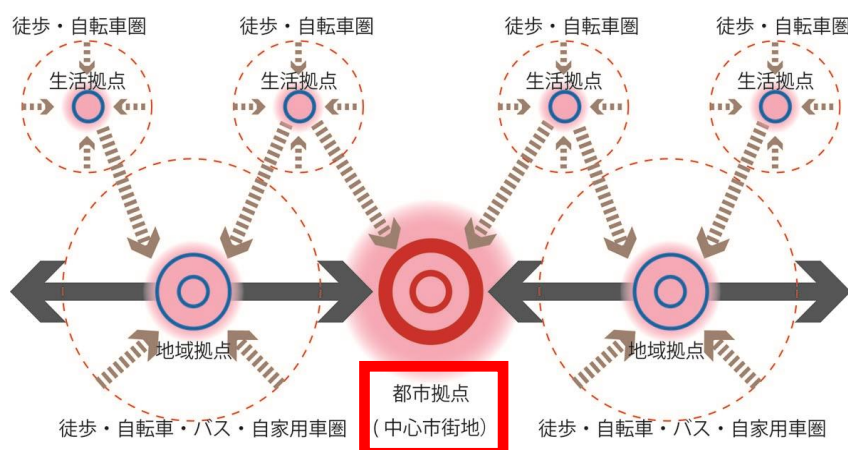 徒歩・自転車圏
徒歩・自転車圏
徒歩・自転車圏
徒歩・自転車圏
生活拠点
生活拠点
生活拠点
生活拠点
地域拠点
地域拠点
都市拠点
(中心市街地)
徒歩・自転車・バス・自家用車圏
徒歩・自転車・バス・自家用車圏